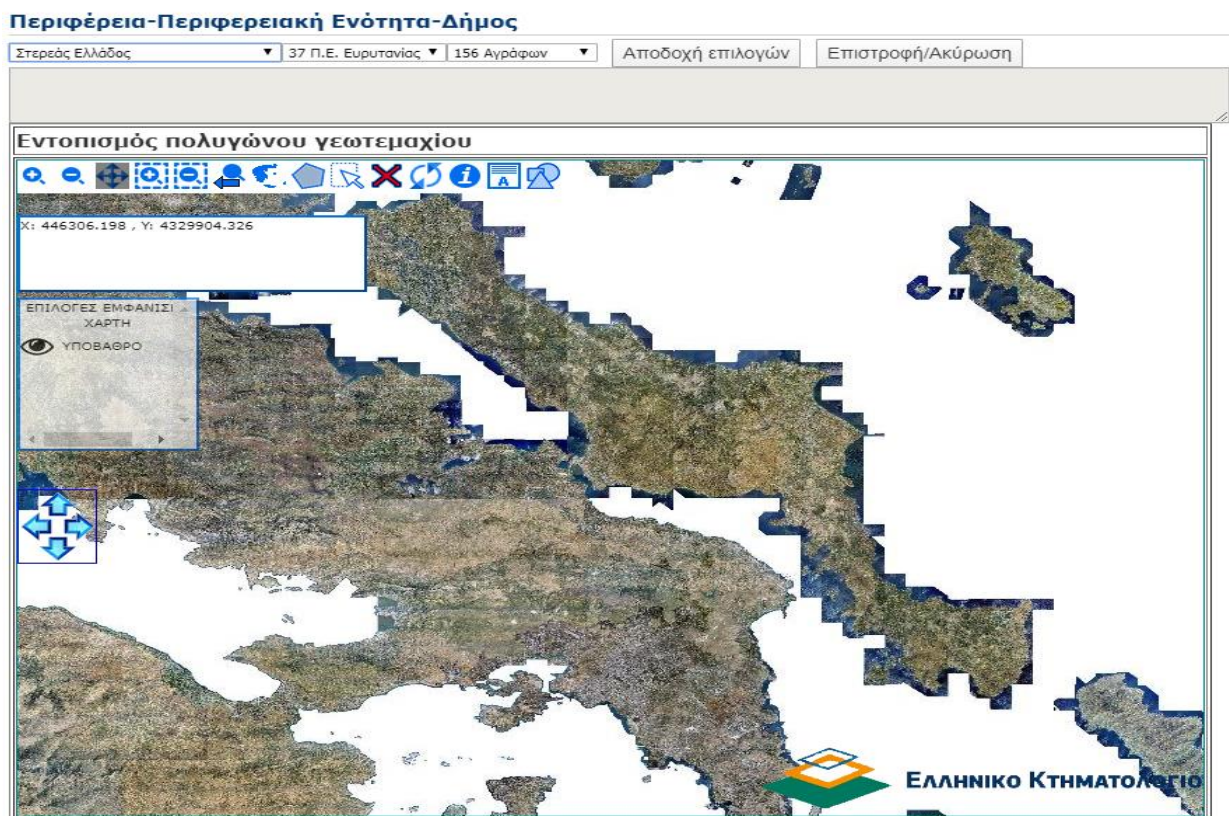 Περιφέρεια-Περιφερειακή Ενότητα-Δήμος
Στερεάς Ελλάδος 37 Π.Ε. Ευρυτανίας 156 Αγράφων Αποδοχή επιλογών Επιστροφή/Ακύρωση
Εντοπισμός πολυγώνου γεωτεμαχίου
X: 446306.198 , Y: 4329904.326
ΕΠΙΛΟΓΕΣ ΕΜΦΑΝΙΣΙ
ΧΑΡΤΗ
ΥΠΟΒΑΘΡΟ
ΕΛΛΗΝΙΚΟ ΚΤΗΜΑΤΟΛΟΓΙΟ